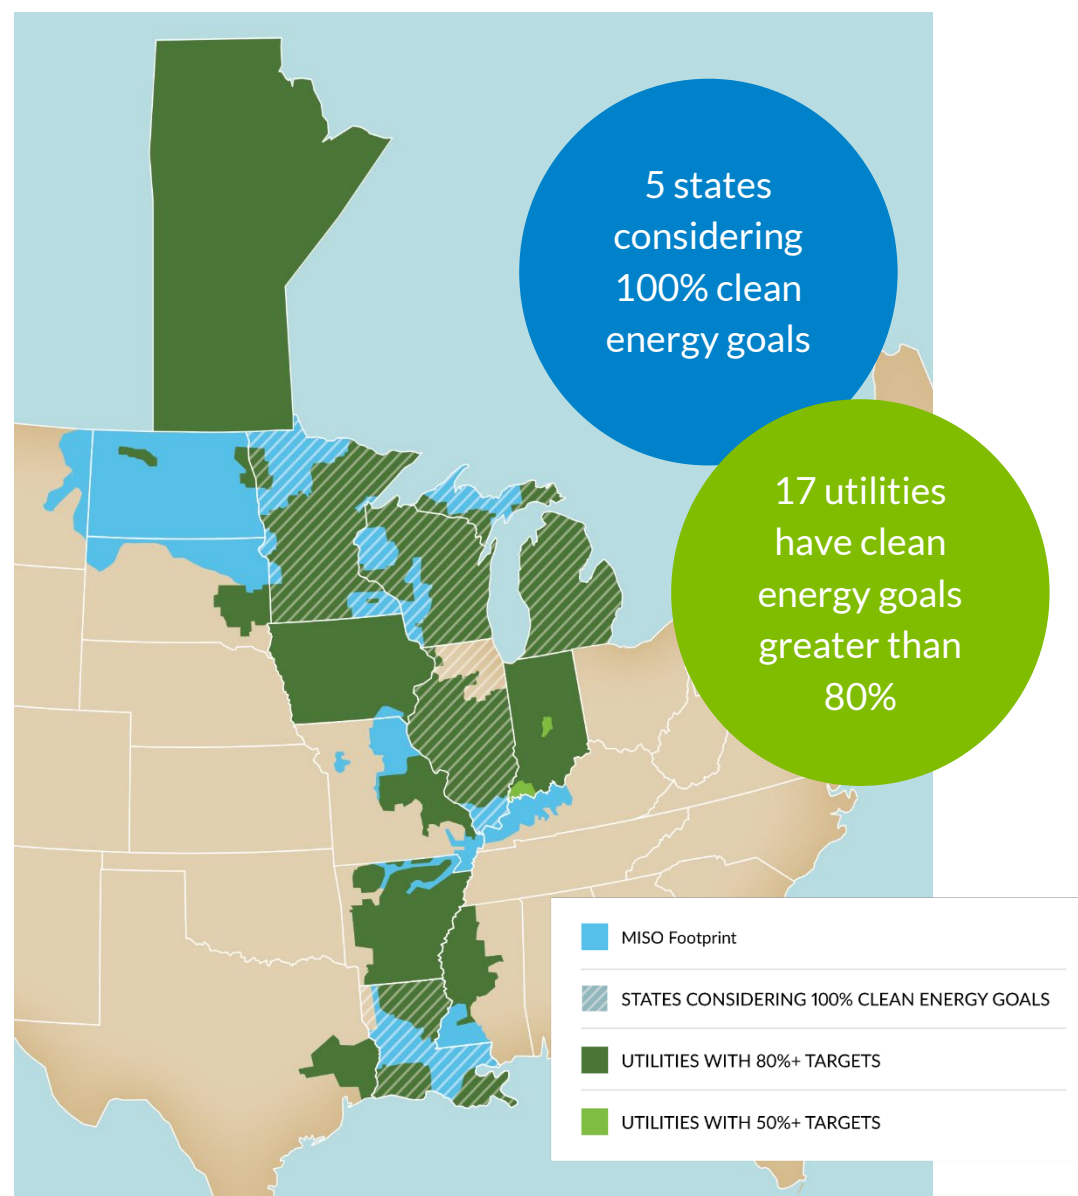 5 states
considering
100% clean
energy goals
17 utilities
have clean
energy goals
greater than
80%
MISO Footprint
STATES CONSIDERING 100% CLEAN ENERGY GOALS
UTILITIES WITH 80%+ TARGETS
UTILITIES WITH 50%+ TARGETS